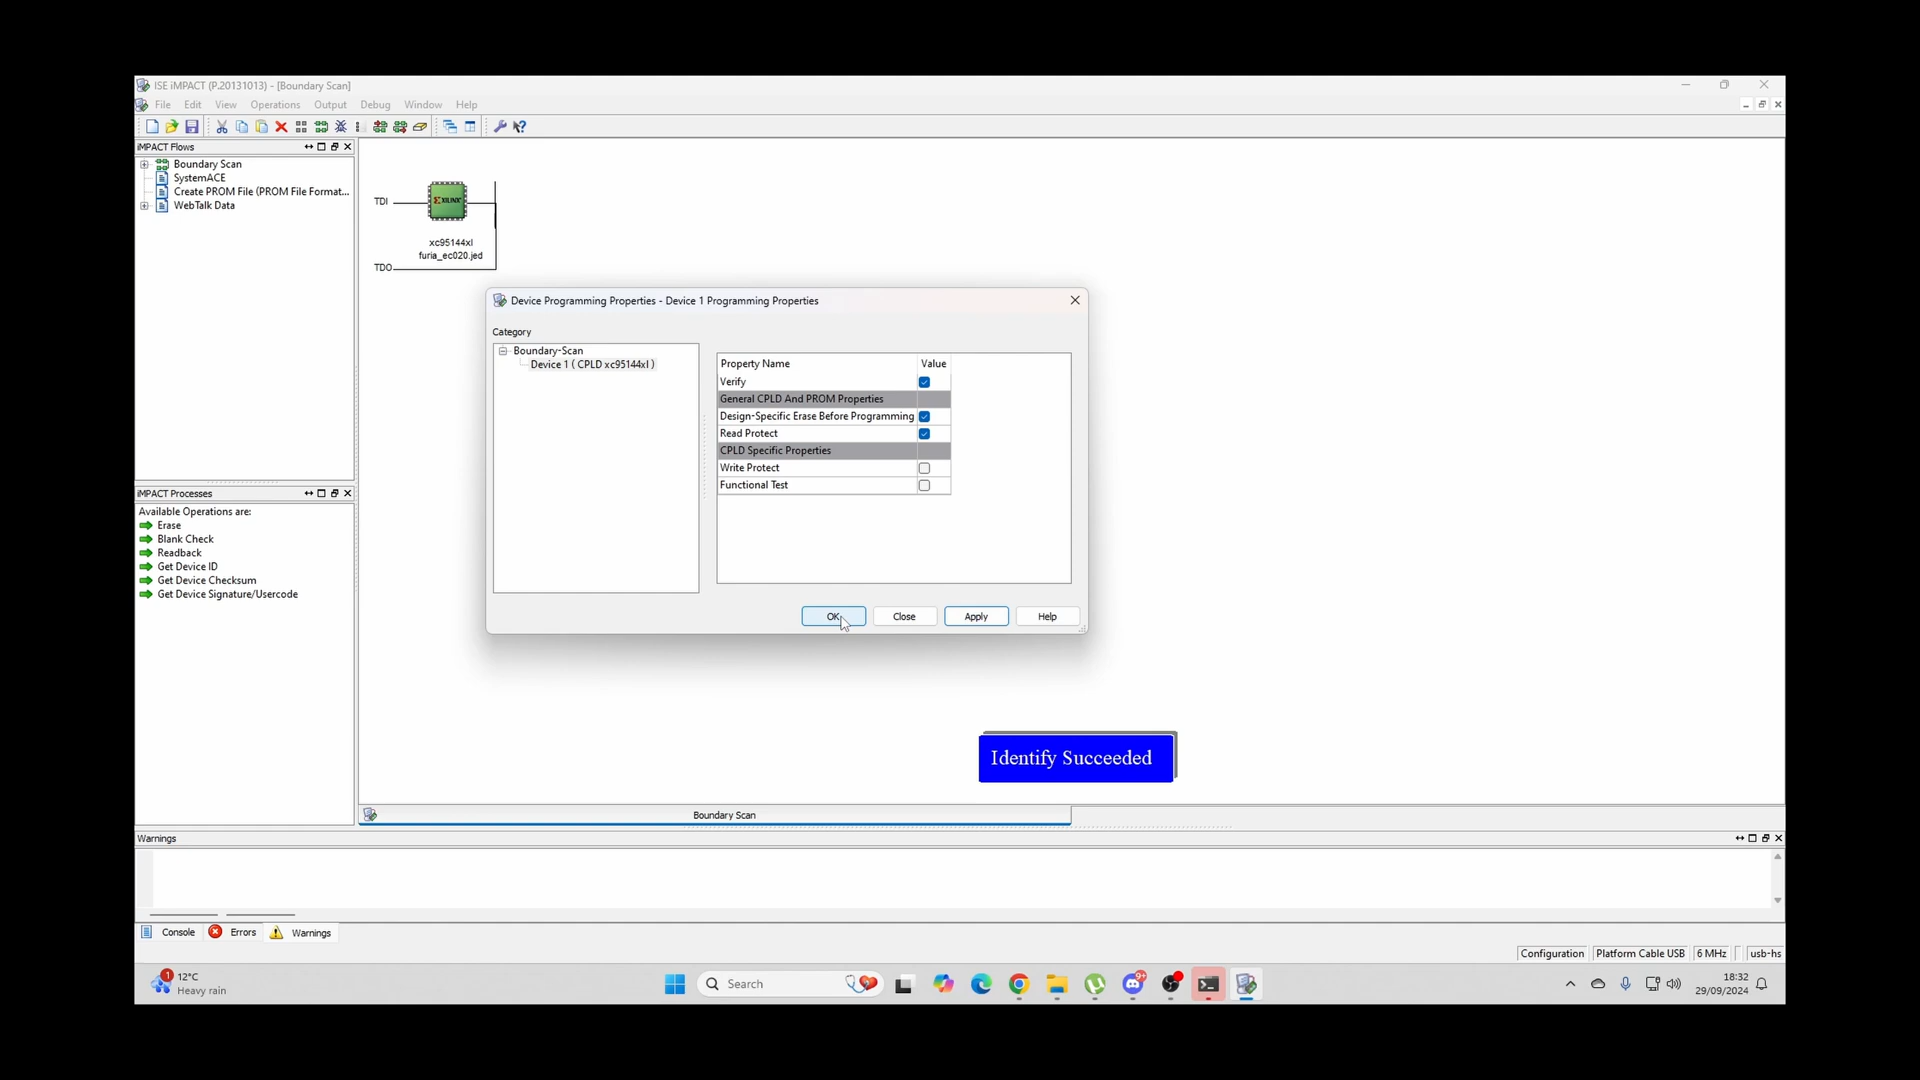 ISE iMPACT (P.20131013) - [Boundary Scan]
File Edit View Operations Output Debug Window Help
iMPACT Flows
Boundary Scan
SystemACE
Create PROM File (PROM File Format...
WebTalk Data
TDI
XILINX
xc95144xl
furia_ec020.jed
TDO
Device Programming Properties - Device 1 Programming Properties
Category
Boundary-Scan
Device 1 ( CPLD xc95144xl )
Property Name Value
Verify
General CPLD And PROM Properties
Design-Specific Erase Before Programming
Read Protect
CPLD Specific Properties
Write Protect
Functional Test
OK Close Apply Help
iMPACT Processes
Available Operations are:
Erase
Blank Check
Readback
Get Device ID
Get Device Checksum
Get Device Signature/Usercode
Identify Succeeded
Boundary Scan
Warnings
Console Errors Warnings
Configuration Platform Cable USB 6 MHz usb-hs
1
12°C
Heavy rain
Search
9+
18:32
29/09/2024